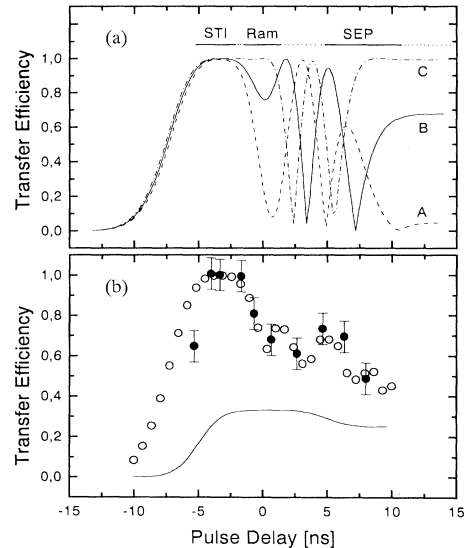 STI Ram SEP
(a)
Transfer Efficiency
1,0
0,8
0,6
0,4
0,2
0,0
C
B
A
(b)
Transfer Efficiency
1,0
0,8
0,6
0,4
0,2
0,0
-15 -10 -5 0 5 10 15
Pulse Delay [ns]